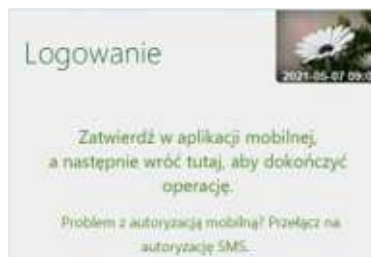 Logowanie
2021-05-07 09:0
Zatwierdź w aplikacji mobilnej,
a następnie wróć tutaj, aby dokończyć
operację.
Problem z autoryzacją mobilną? Przełącz na
autoryzację SMS.